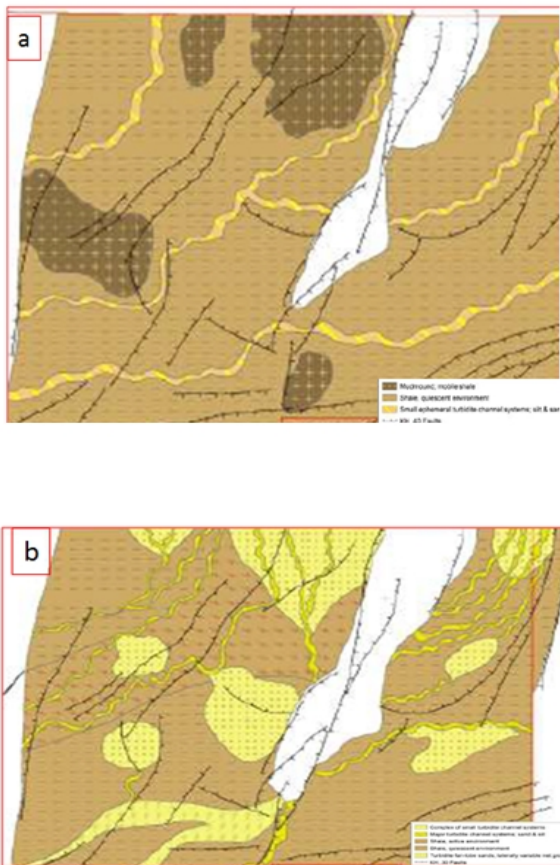 a
Mudmound; mobile shale
Shale, quiescent environment
Small ephemeral turbidite channel systems; silt & san
Faults
b
Complex of small turbidite channel systems
Major turbidite channel systems; sand & silt
Shale, active environment
Shale, quiescent environment
Turbidite fan-lobe sands, laterally variable
Faults